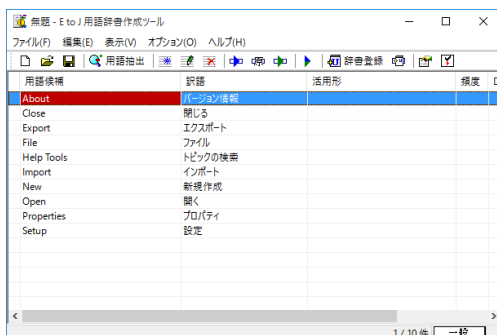 無題 - E to J 用語辞書作成ツール
ファイル(F) 編集(E) 表示(V) オプション(O) ヘルプ(H)
用語抽出 辞書登録
用語候補 訳語 活用形 頻度
About バージョン情報
Close 閉じる
Export エクスポート
File ファイル
Help Tools トピックの検索
Import インポート
New 新規作成
Open 開く
Properties プロパティ
Setup 設定
1 / 10 件 一般